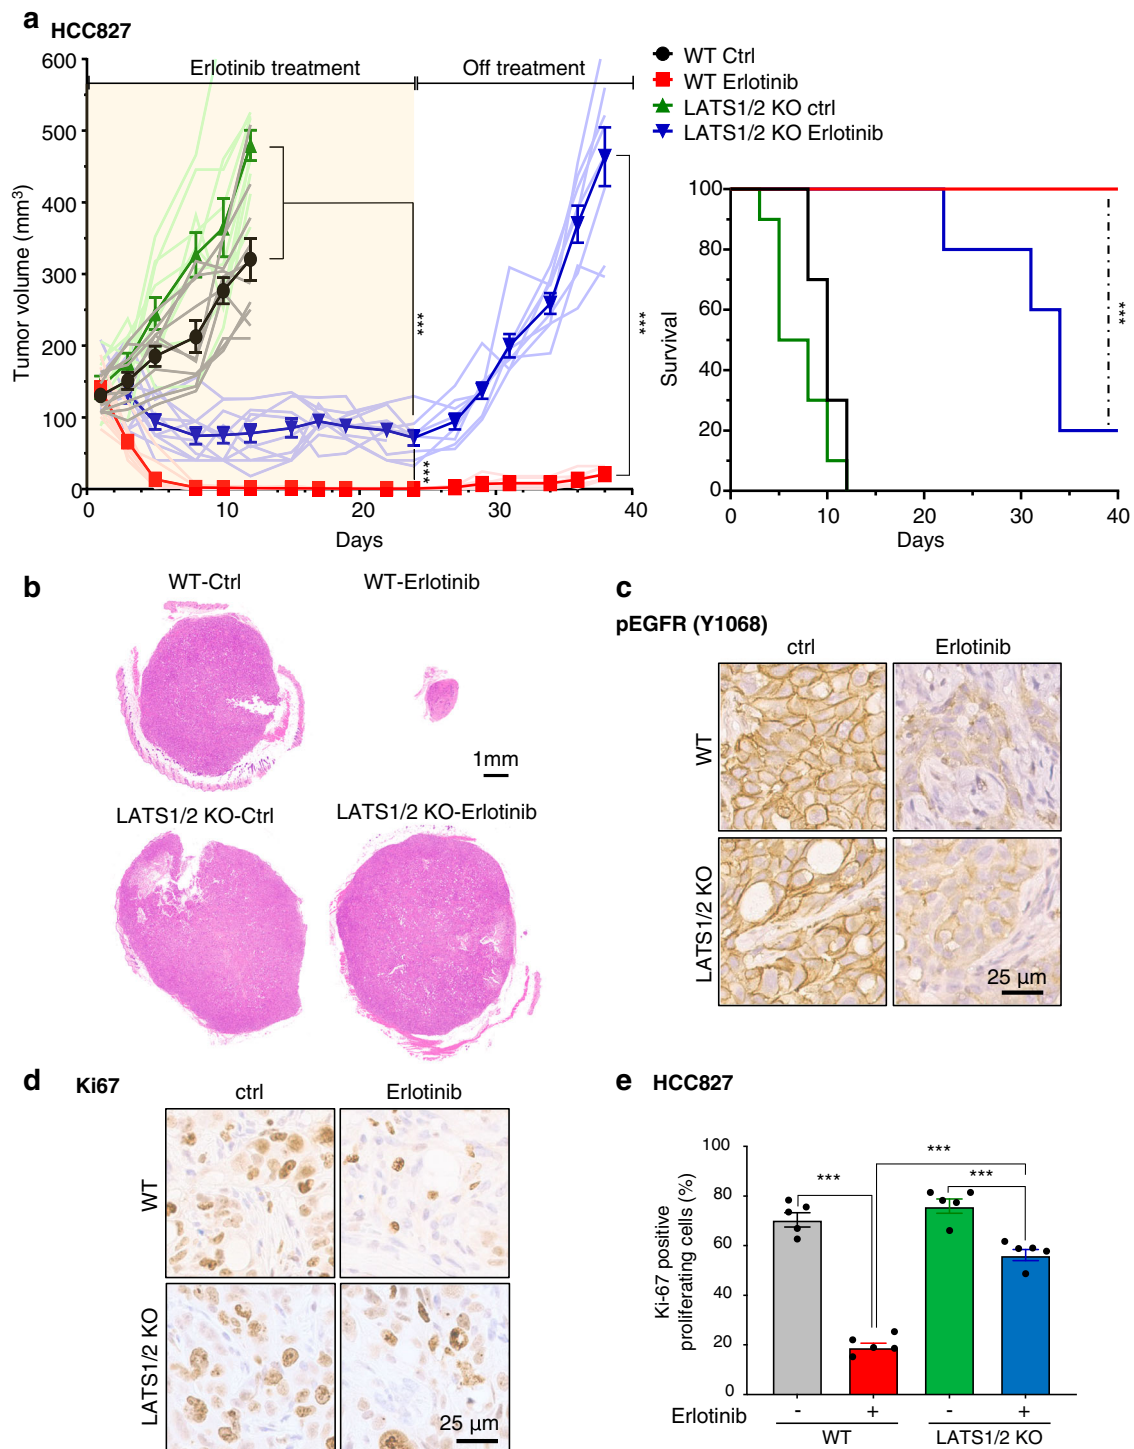 a
HCC827
Erlotinib treatment
Off treatment
WT Ctrl
WT Erlotinib
LATS1/2 KO ctrl
LATS1/2 KO Erlotinib
Tumor volume (mm³)
600
500
400
300
200
100
0
***
***
***
0 10 20 30 40
Days
Survival
100
80
60
40
20
0
***
0 10 20 30 40
Days
b
WT-Ctrl
WT-Erlotinib
1mm
LATS1/2 KO-Ctrl
LATS1/2 KO-Erlotinib
c
pEGFR (Y1068)
ctrl
Erlotinib
WT
LATS1/2 KO
25 µm
d
Ki67
ctrl
Erlotinib
WT
LATS1/2 KO
25 µm
e
HCC827
Ki-67 positive
proliferating cells (%)
100
80
60
40
20
0
***
***
***
Erlotinib - + - +
WT
LATS1/2 KO